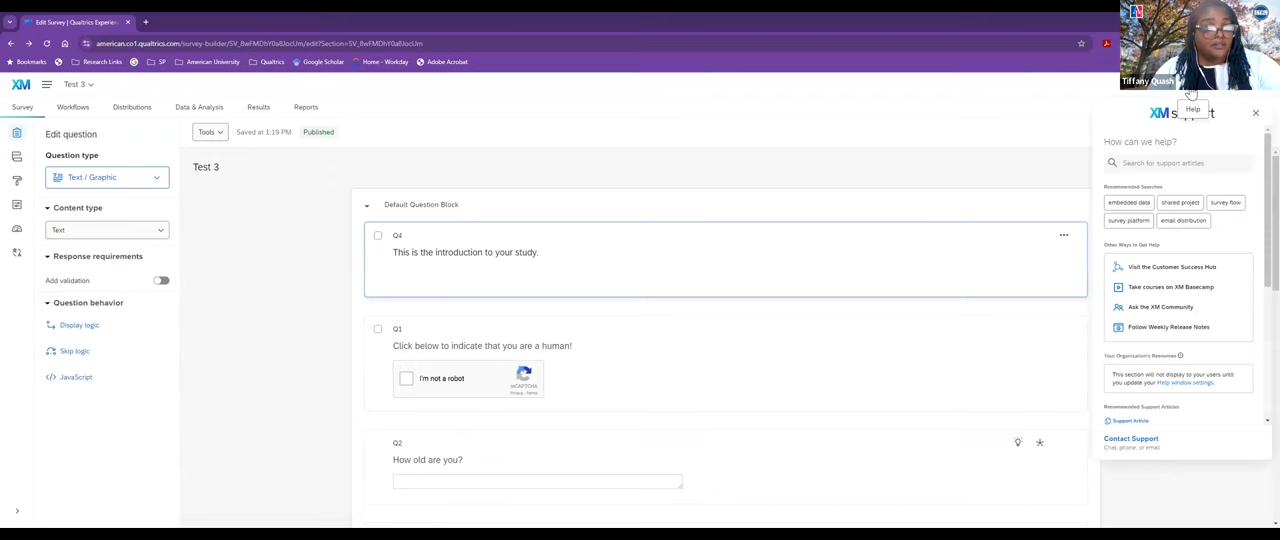 Edit Survey | Qualtrics Experien
american.co1.qualtrics.com/survey-builder/SV_8wFMDhY0a8JocUm/edit?Section=SV_8wFMDhY0a8JocUm
Bookmarks
Research Links
SP
American University
Qualtrics
Google Scholar
Home - Workday
Adobe Acrobat
Tiffany Quash
XM
Test 3
Survey
Workflows
Distributions
Data & Analysis
Results
Reports
Help
XM support
Edit question
Question type
Text / Graphic
Content type
Text
Response requirements
Add validation
Question behavior
Display logic
Skip logic
JavaScript
Tools
Saved at 1:19 PM
Published
Test 3
Default Question Block
Q4
This is the introduction to your study.
Q1
Click below to indicate that you are a human!
I'm not a robot
reCAPTCHA
Privacy - Terms
Q2
How old are you?
How can we help?
Search for support articles
Recommended Searches
embedded data
shared project
survey flow
survey platform
email distribution
Other Ways to Get Help
Visit the Customer Success Hub
Take courses on XM Basecamp
Ask the XM Community
Follow Weekly Release Notes
Your Organization's Resources
This section will not display to your users until
you update your Help window settings.
Recommended Support Articles
Support Article
Contact Support
Chat, phone, or email